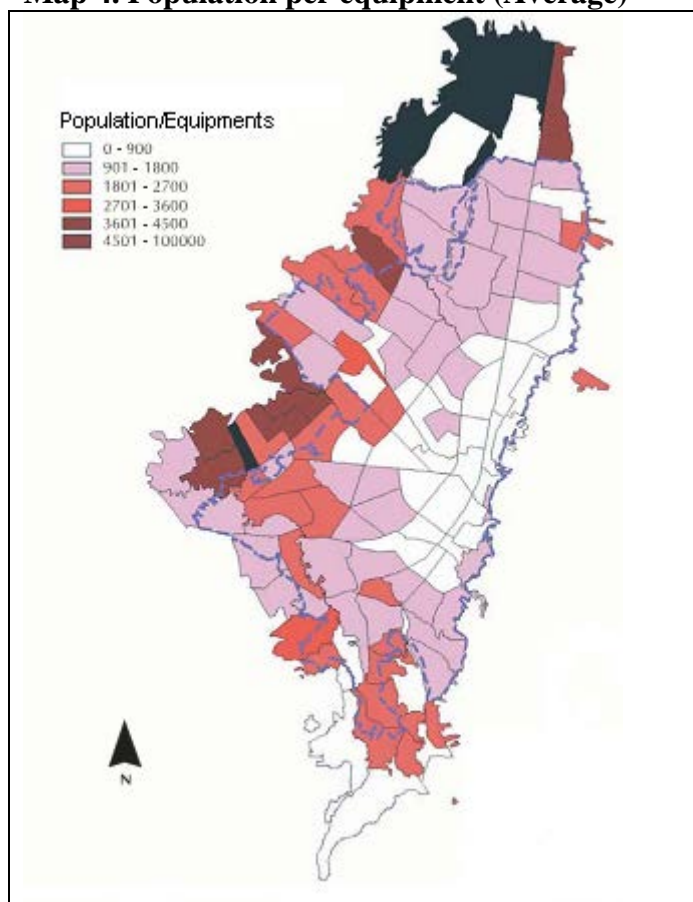 Map 4. Population per equipment (Average)
Population/Equipments
0 - 900
901 - 1800
1801 - 2700
2701 - 3600
3601 - 4500
4501 - 100000
N